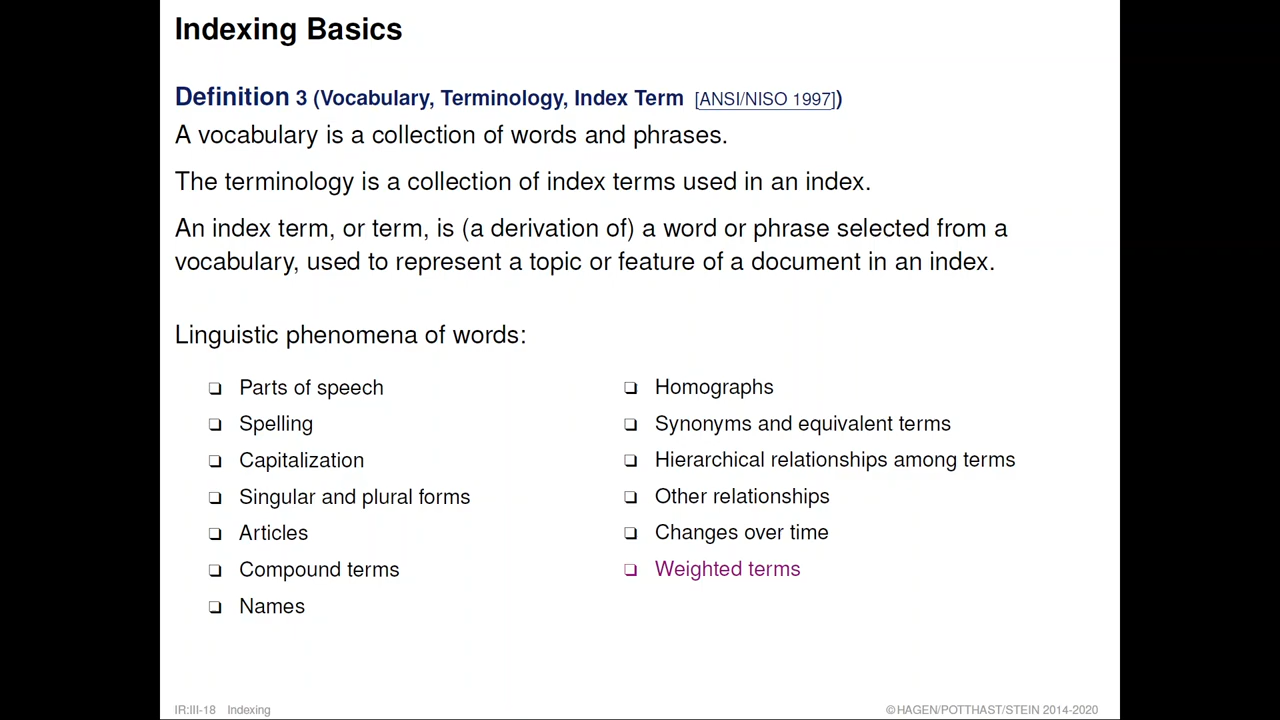 Indexing Basics
Definition 3 (Vocabulary, Terminology, Index Term [ANSI/NISO 1997])
A vocabulary is a collection of words and phrases.
The terminology is a collection of index terms used in an index.
An index term, or term, is (a derivation of) a word or phrase selected from a
vocabulary, used to represent a topic or feature of a document in an index.
Linguistic phenomena of words:
❑ Parts of speech
❑ Spelling
❑ Capitalization
❑ Singular and plural forms
❑ Articles
❑ Compound terms
❑ Names
❑ Homographs
❑ Synonyms and equivalent terms
❑ Hierarchical relationships among terms
❑ Other relationships
❑ Changes over time
❑ Weighted terms
IR:III-18 Indexing
© HAGEN/POTTHAST/STEIN 2014-2020